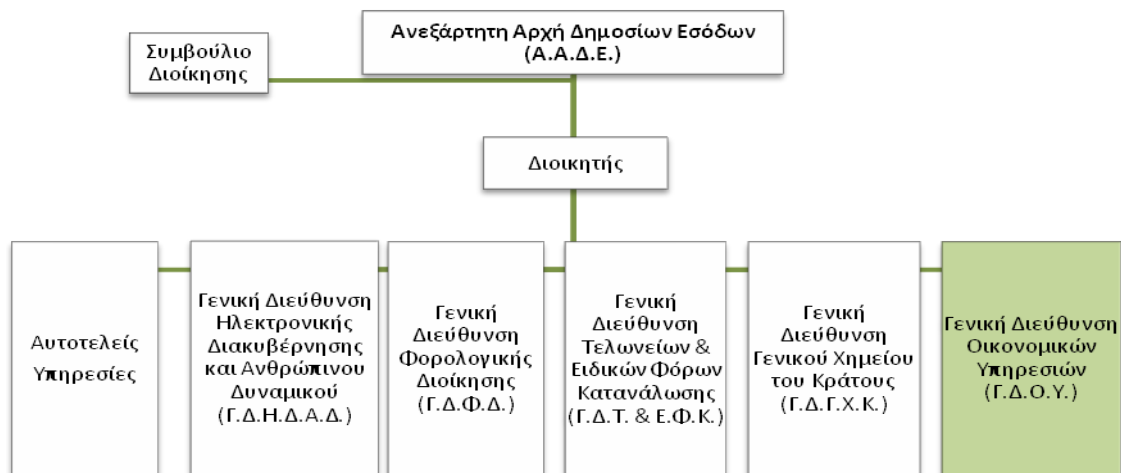 Ανεξάρτητη Αρχή Δημοσίων Εσόδων
(Α.Α.Δ.Ε.)
Συμβούλιο
Διοίκησης
Διοικητής
Αυτοτελείς
Υπηρεσίες
Γενική Διεύθυνση
Ηλεκτρονικής
Διακυβέρνησης
και Ανθρώπινου
Δυναμικού
(Γ.Δ.Η.Δ.Α.Δ.)
Γενική
Διεύθυνση
Φορολογικής
Διοίκησης
(Γ.Δ.Φ.Δ.)
Γενική
Διεύθυνση
Τελωνείων &
Ειδικών Φόρων
Κατανάλωσης
(Γ.Δ.Τ. & Ε.Φ.Κ.)
Γενική
Διεύθυνση
Γενικού Χημείου
του Κράτους
(Γ.Δ.Γ.Χ.Κ.)
Γενική Διεύθυνση
Οικονομικών
Υπηρεσιών
(Γ.Δ.Ο.Υ.)